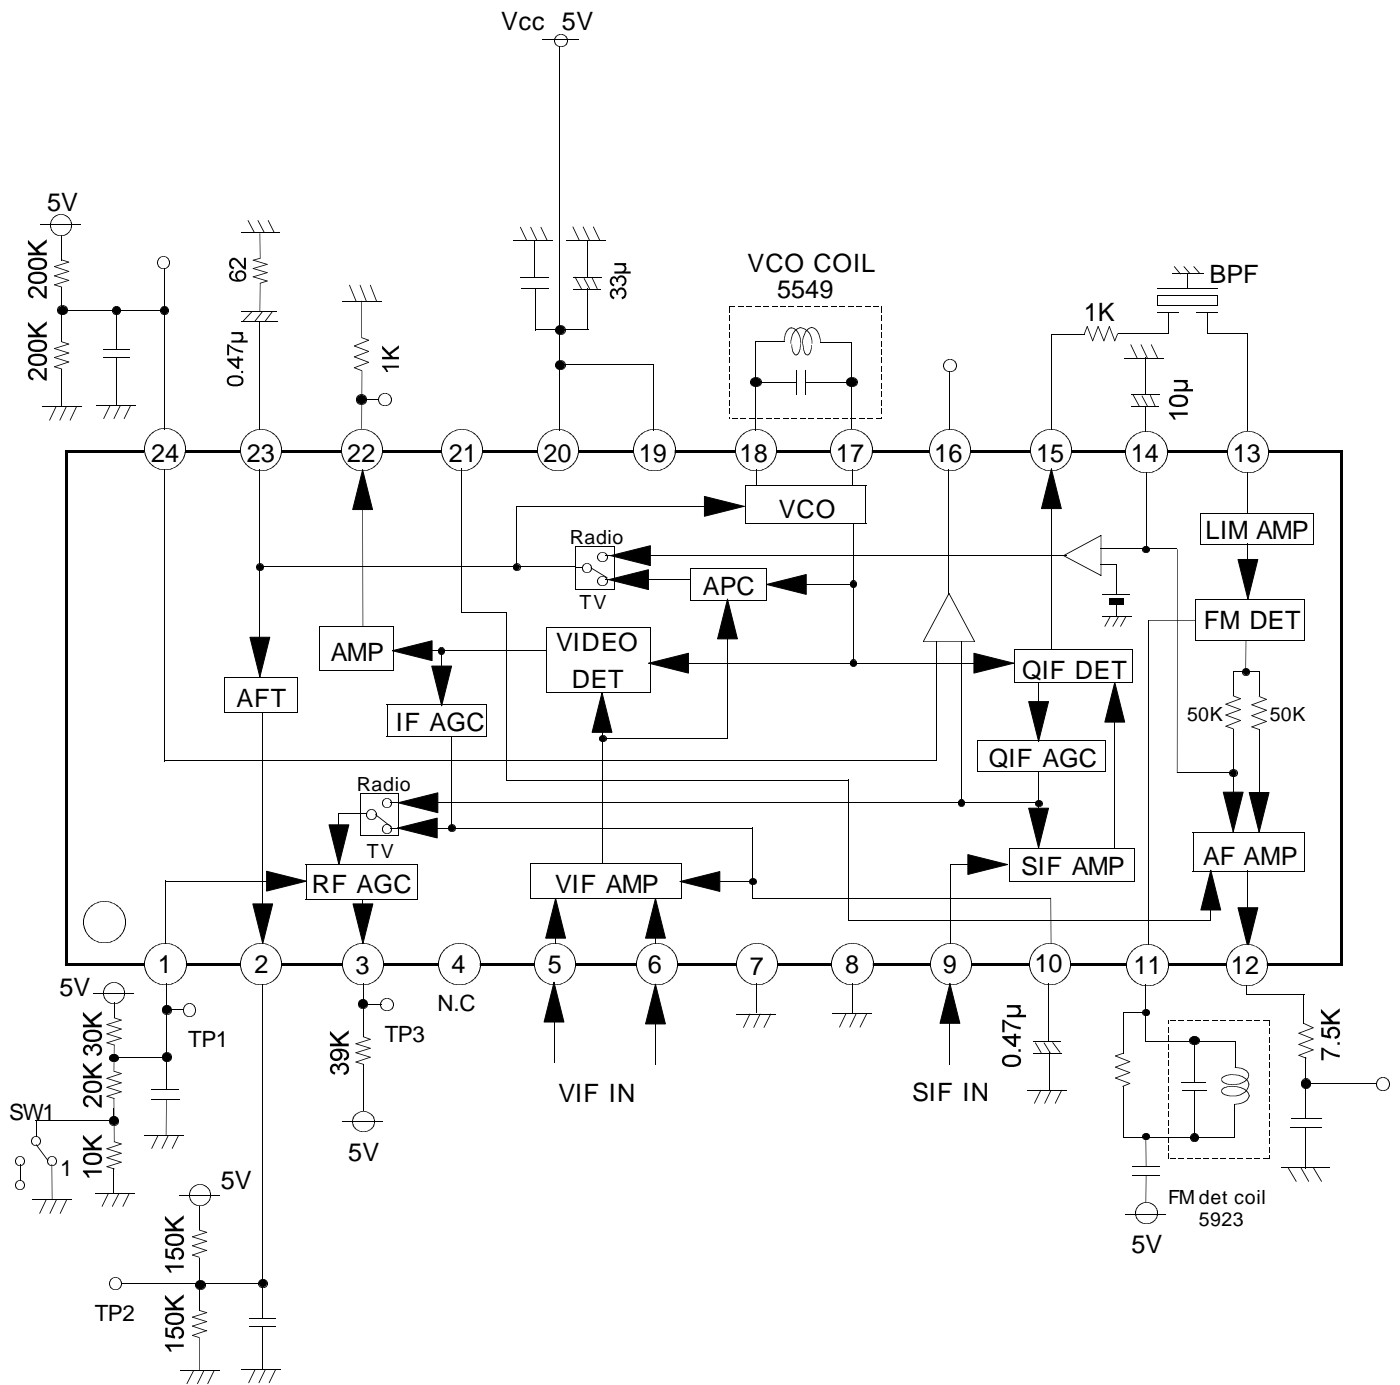 Vcc 5V
5V
200K
200K
62
0.47µ
1K
33µ
VCO COIL
5549
BPF
1K
10µ
24
23
22
21
20
19
18
17
16
15
14
13
VCO
LIM AMP
Radio
TV
APC
FM DET
AMP
VIDEO
DET
QIF DET
AFT
IF AGC
50K
50K
QIF AGC
Radio
TV
RF AGC
VIF AMP
SIF AMP
AF AMP
1
2
3
4
5
6
7
8
9
10
11
12
5V
N.C
TP1
TP3
30K
20K
10K
39K
0.47µ
7.5K
VIF IN
SIF IN
SW1
1
5V
5V
FM det coil
5923
5V
150K
150K
TP2